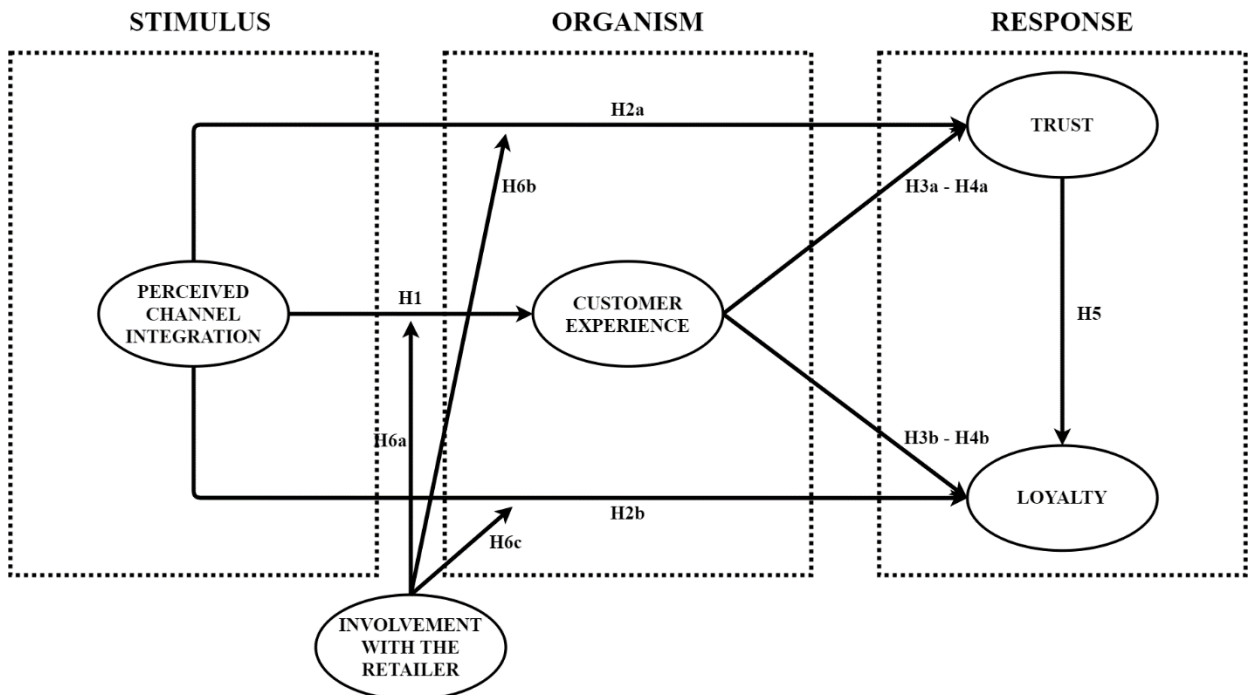 STIMULUS
ORGANISM
RESPONSE
H2a
TRUST
H6b
H3a - H4a
PERCEIVED
CHANNEL
INTEGRATION
H1
CUSTOMER
EXPERIENCE
H5
H6a
H3b - H4b
LOYALTY
H2b
H6c
INVOLVEMENT
WITH THE
RETAILER